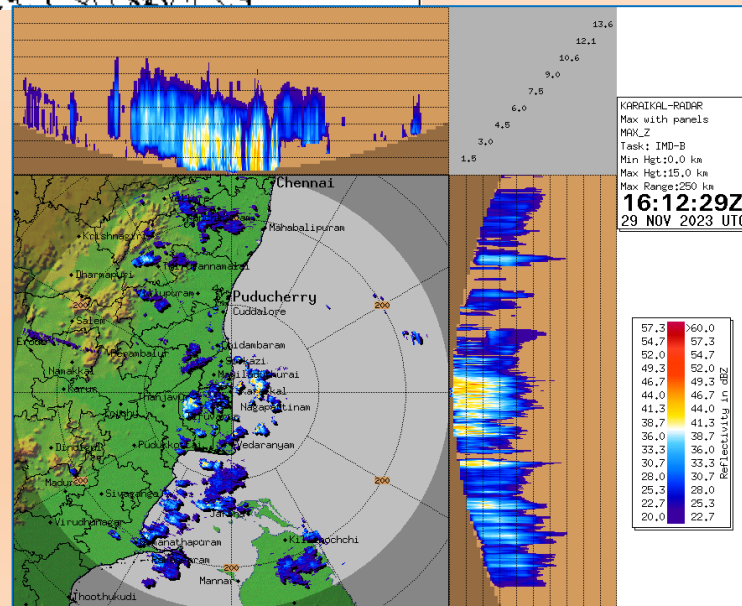 13.6
12.1
10.6
9.0
7.5
6.0
4.5
3.0
1.5
KARAIKAL-RADAR
Max with panels
MAX_Z
Task: IMD-B
Min Hgt:0.0 km
Max Hgt:15.0 km
Max Range:250 km
16:12:29Z
29 NOV 2023 UTC
Chennai
Mahabalipuram
Krishnagiri
Dharmapuri
Puducherry
200
200
Cuddalore
Salem
Erode
Chidambaram
Perambalur
Namakkal
Karur
Thanjavur
Nagapattinam
Vedaranyam
Madurai
200
200
Sivaganga
Virudhunagar
Killinochchi
200
Mannar
Thoothukudi
57.3 >60.0
54.7 57.3
52.0 54.7
49.3 52.0
46.7 49.3
44.0 46.7
41.3 44.0
38.7 41.3
36.0 38.7
33.3 36.0
30.7 33.3
28.0 30.7
25.3 28.0
22.7 25.3
20.0 22.7
Reflectivity in dBZ